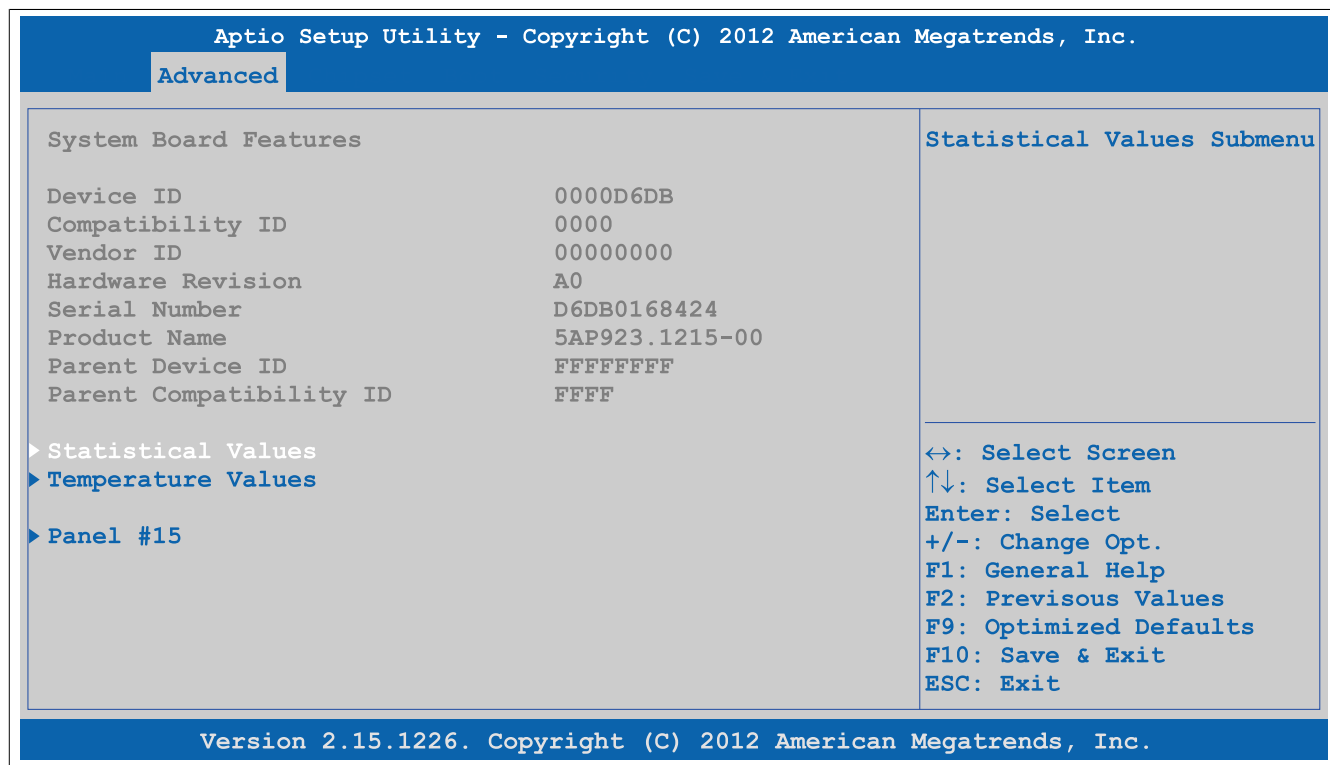 Aptio Setup Utility - Copyright (C) 2012 American Megatrends, Inc.
Advanced
System Board Features
Device ID 0000D6DB
Compatibility ID 0000
Vendor ID 00000000
Hardware Revision A0
Serial Number D6DB0168424
Product Name 5AP923.1215-00
Parent Device ID FFFFFFFF
Parent Compatibility ID FFFF
▶ Statistical Values
▶ Temperature Values
▶ Panel #15
Statistical Values Submenu
↔: Select Screen
↑↓: Select Item
Enter: Select
+/-: Change Opt.
F1: General Help
F2: Previsous Values
F9: Optimized Defaults
F10: Save & Exit
ESC: Exit
Version 2.15.1226. Copyright (C) 2012 American Megatrends, Inc.